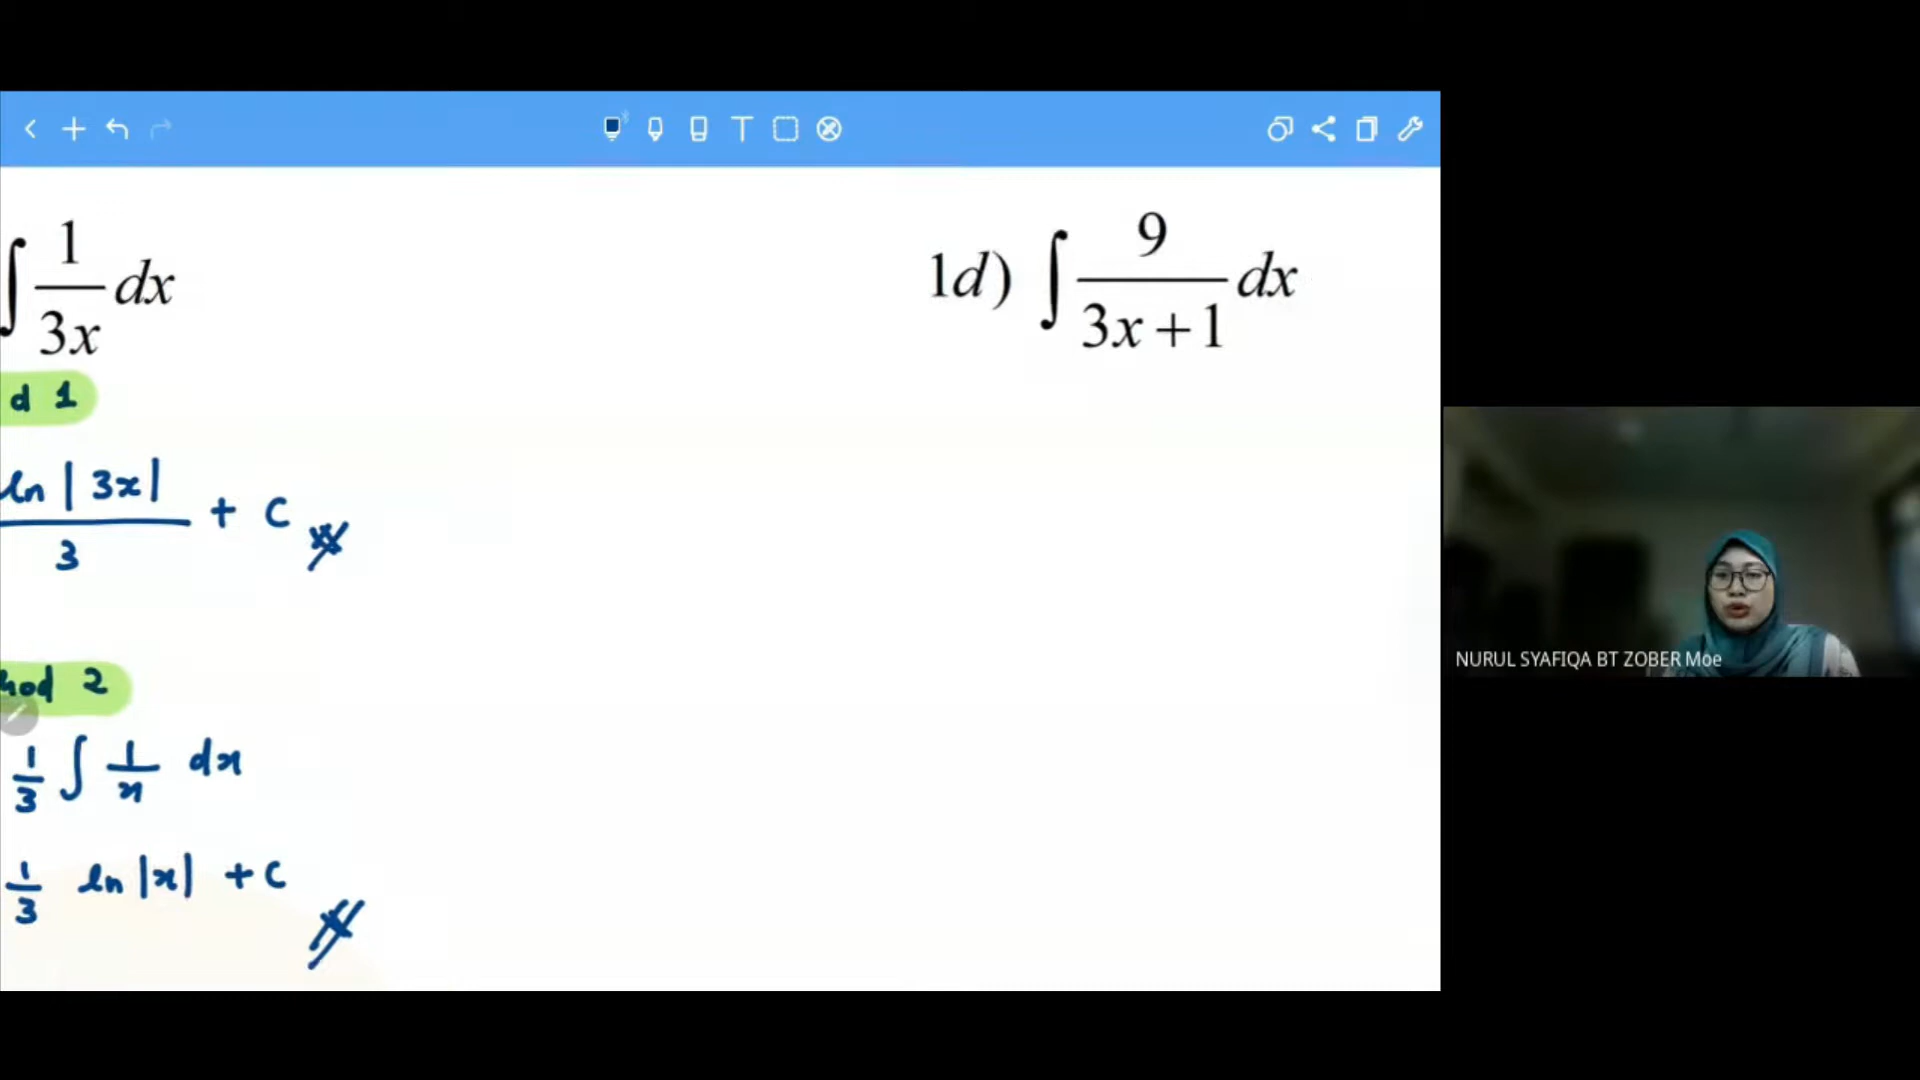 ∫ 1/3x dx
d 1
ln |3x| / 3 + c
hod 2
1/3 ∫ 1/x dx
1/3 ln |x| + c
1d) ∫ 9/(3x+1) dx
NURUL SYAFIQA BT ZOBER Moe